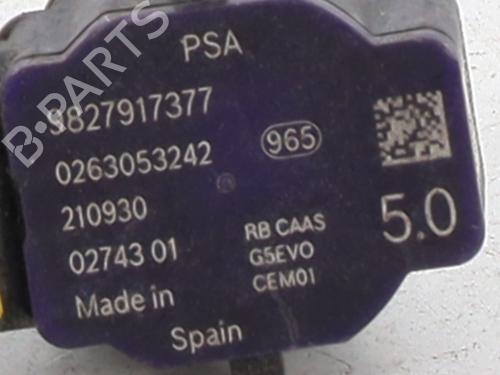 PSA
9827917377
0263053242
965
210930
02743 01
RB CAAS
G5EVO
CEM01
5.0
Made in
Spain
B-PARTS